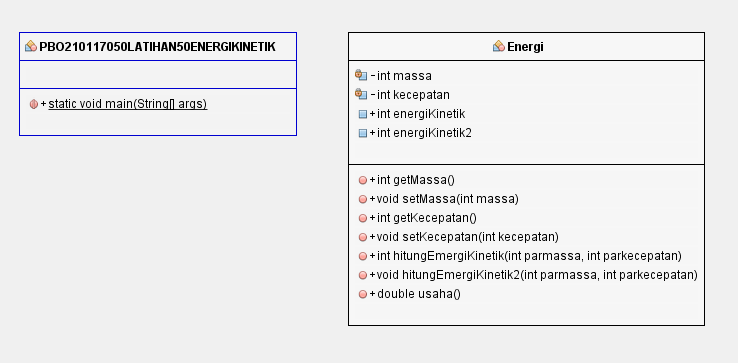 PBO210117050LATIHAN50ENERGIKINETIK
+ static void main(String[] args)
Energi
- int massa
- int kecepatan
+ int energiKinetik
+ int energiKinetik2
+ int getMassa()
+ void setMassa(int massa)
+ int getKecepatan()
+ void setKecepatan(int kecepatan)
+ int hitungEmergiKinetik(int parmassa, int parkecepatan)
+ void hitungEmergiKinetik2(int parmassa, int parkecepatan)
+ double usaha()